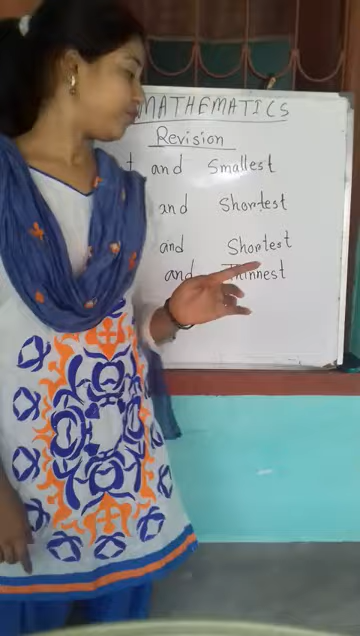 MATHEMATICS
Revision
t and Smallest
and Shortest
and Shortest
and Thinnest